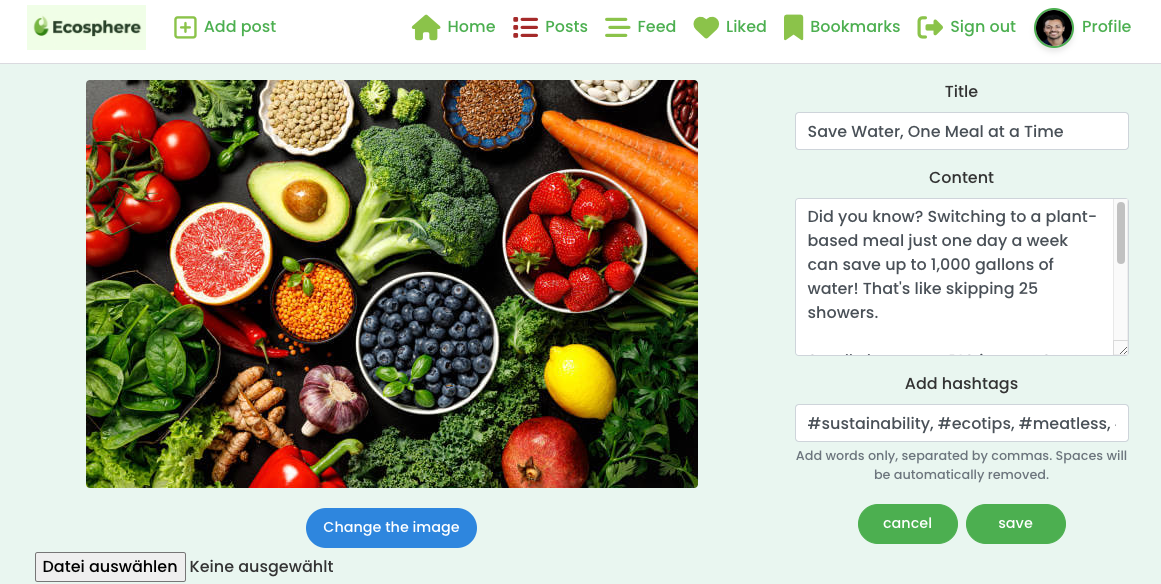 Ecosphere
Add post
Home
Posts
Feed
Liked
Bookmarks
Sign out
Profile
Title
Save Water, One Meal at a Time
Content
Did you know? Switching to a plant-
based meal just one day a week
can save up to 1,000 gallons of
water! That's like skipping 25
showers.
Add hashtags
#sustainability, #ecotips, #meatless,
Add words only, separated by commas. Spaces will
be automatically removed.
cancel
save
Change the image
Datei auswählen Keine ausgewählt